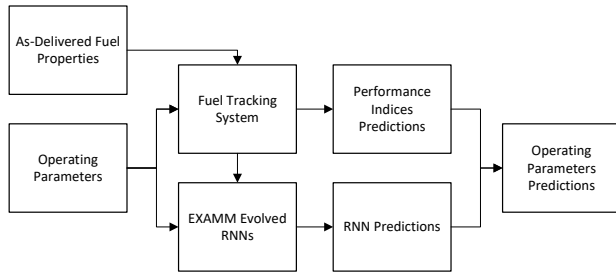 As-Delivered Fuel
Properties
Fuel Tracking
System
Performance
Indices
Predictions
Operating
Parameters
Operating
Parameters
Predictions
EXAMM Evolved
RNNs
RNN Predictions